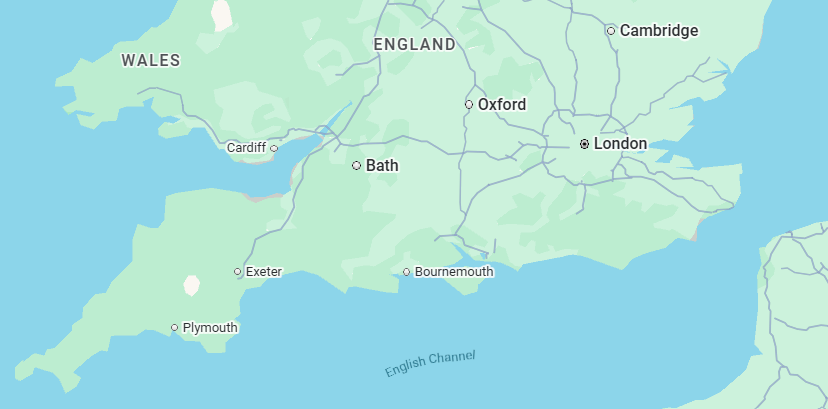 Cambridge
ENGLAND
WALES
Oxford
London
Cardiff
Bath
Exeter
Bournemouth
Plymouth
English Channel